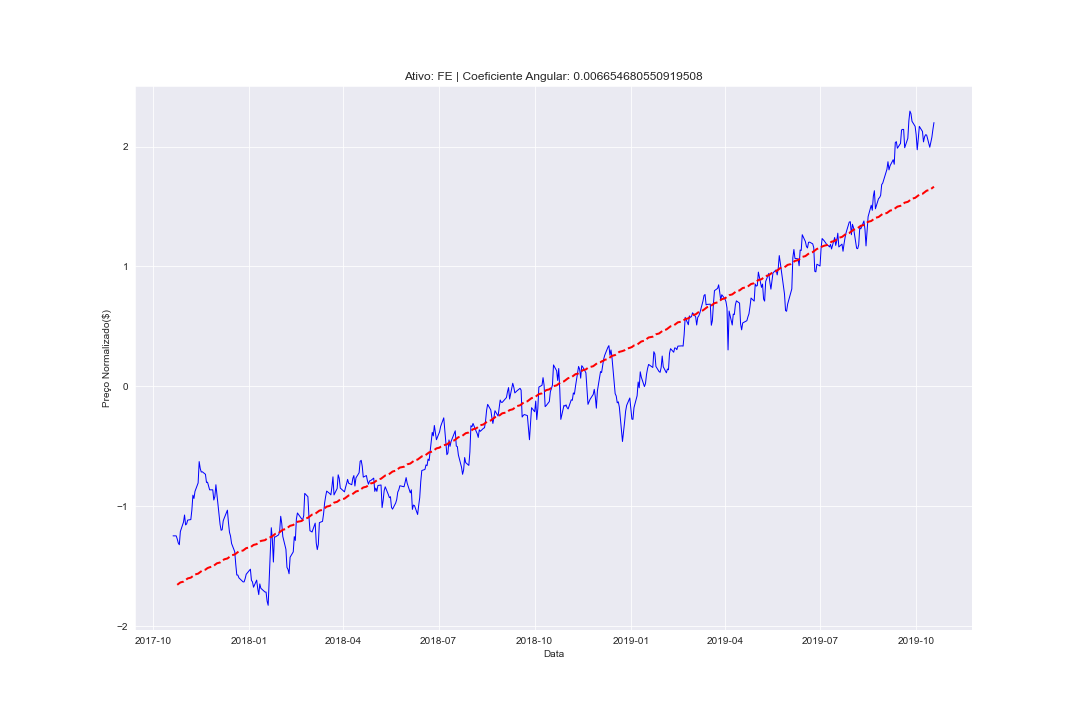 Ativo: FE | Coeficiente Angular: 0.006654680550919508
Preço Normalizado($)
2
1
0
−1
−2
2017-10 2018-01 2018-04 2018-07 2018-10 2019-01 2019-04 2019-07 2019-10
Data